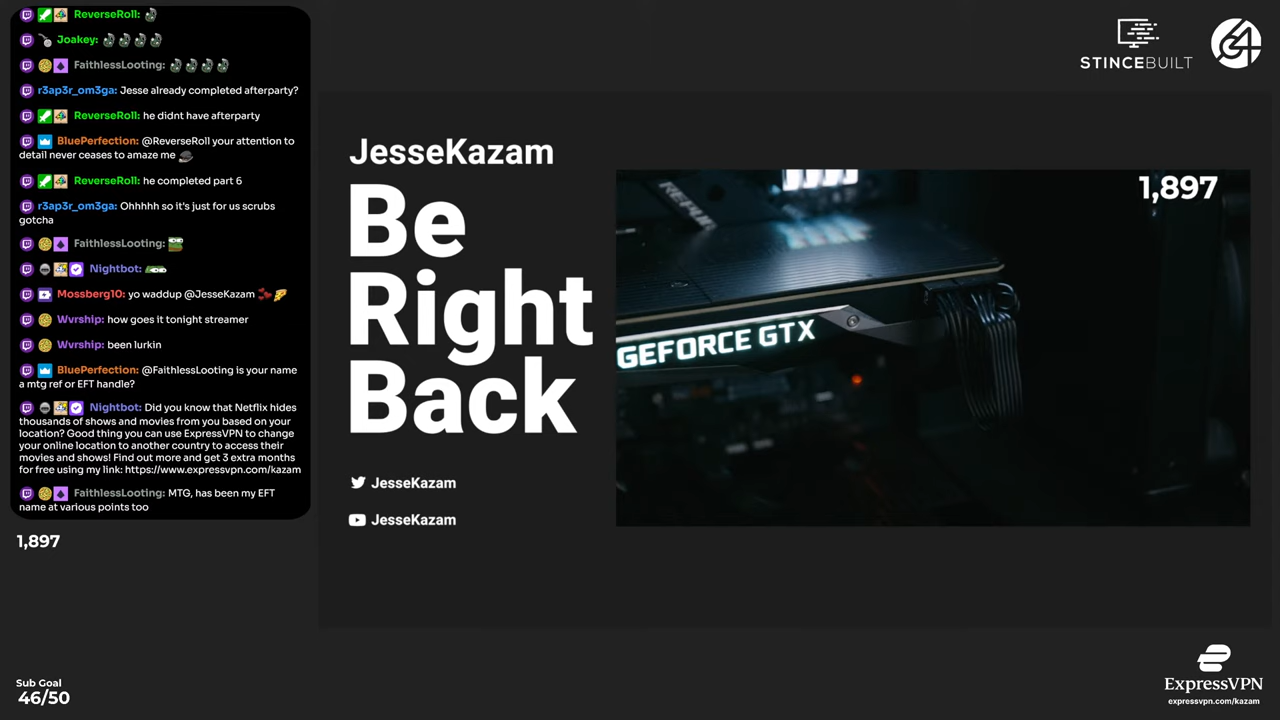 ReverseRoll:
Joakey:
FaithlessLooting:
r3ap3r_om3ga: Jesse already completed afterparty?
ReverseRoll: he didnt have afterparty
BluePerfection: @ReverseRoll your attention to
detail never ceases to amaze me
ReverseRoll: he completed part 6
r3ap3r_om3ga: Ohhhhh so it's just for us scrubs
gotcha
FaithlessLooting:
Nightbot:
Mossberg10: yo waddup @JesseKazam
Wvrship: how goes it tonight streamer
Wvrship: been lurkin
BluePerfection: @FaithlessLooting is your name
a mtg ref or EFT handle?
Nightbot: Did you know that Netflix hides
thousands of shows and movies from you based on your
location? Good thing you can use ExpressVPN to change
your online location to another country to access their
movies and shows! Find out more and get 3 extra months
for free using my link: https://www.expressvpn.com/kazam
FaithlessLooting: MTG, has been my EFT
name at various points too
1,897
Sub Goal
46/50
JesseKazam
Be
Right
Back
JesseKazam
JesseKazam
1,897
GEFORCE GTX
STINCEBUILT
ExpressVPN
expressvpn.com/kazam